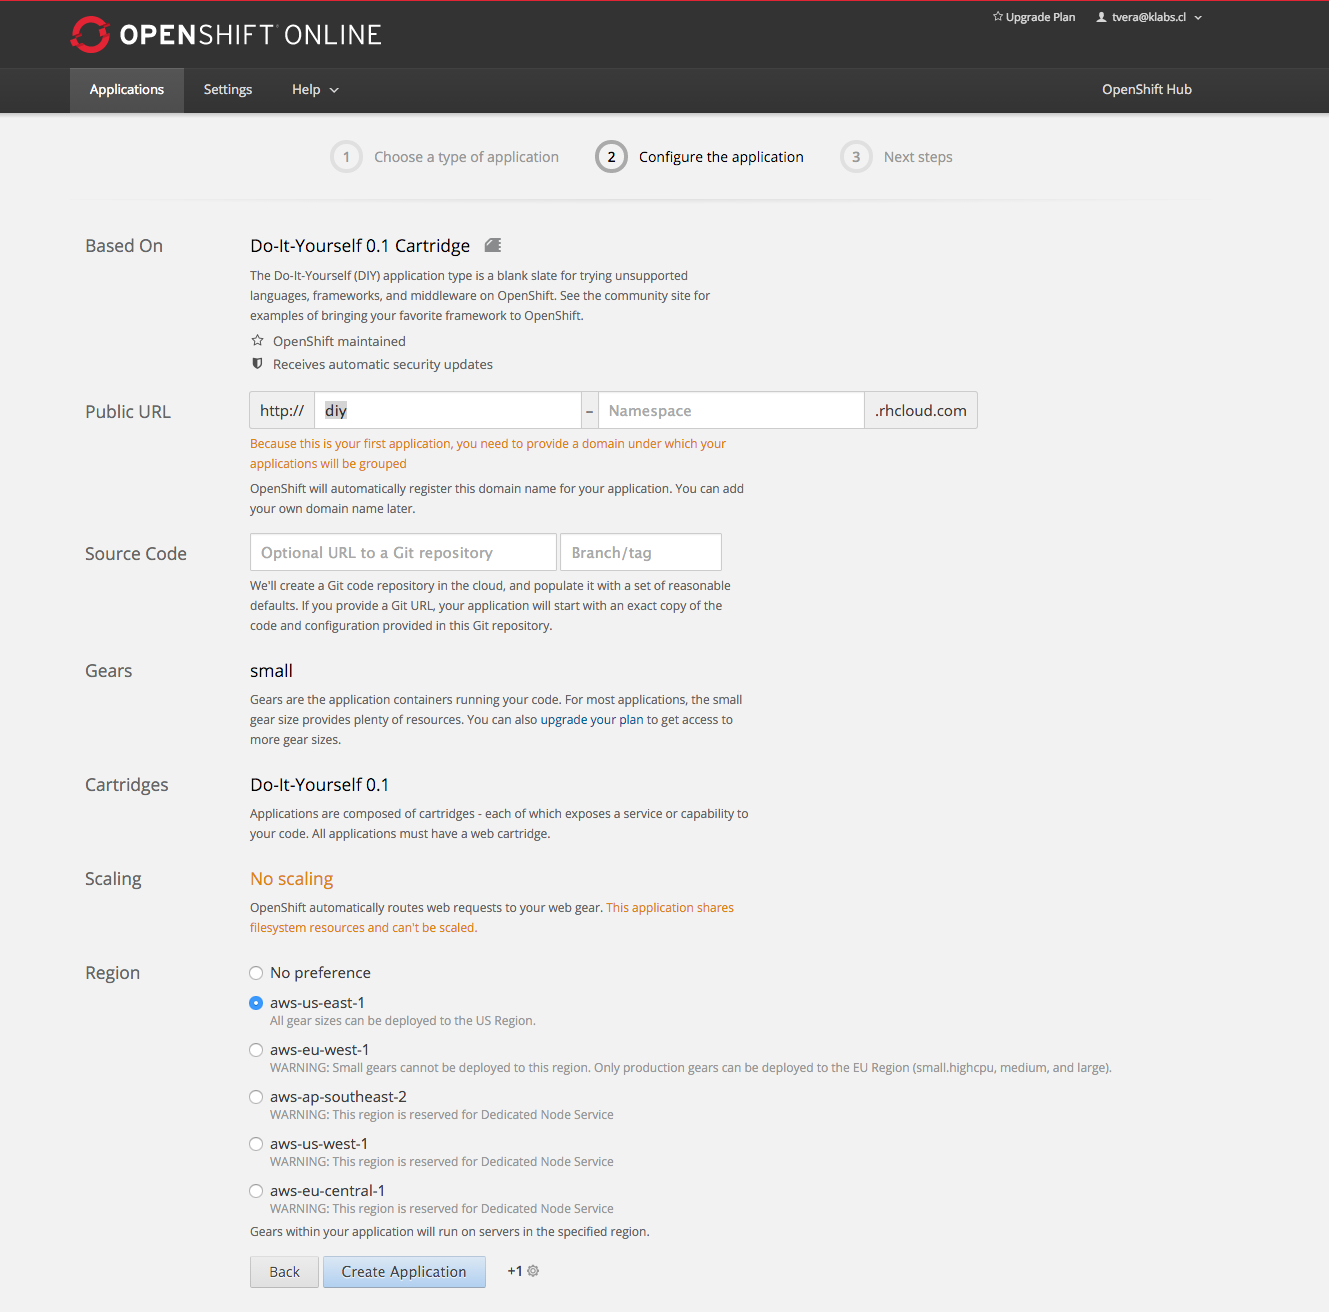 OPENSHIFT ONLINE
Upgrade Plan
tvera@klabs.cl
Applications
Settings
Help
OpenShift Hub
1 Choose a type of application
2 Configure the application
3 Next steps
Based On
Do-It-Yourself 0.1 Cartridge
The Do-It-Yourself (DIY) application type is a blank slate for trying unsupported
languages, frameworks, and middleware on OpenShift. See the community site for
examples of bringing your favorite framework to OpenShift.
OpenShift maintained
Receives automatic security updates
Public URL
http:// diy – Namespace .rhcloud.com
Because this is your first application, you need to provide a domain under which your
applications will be grouped
OpenShift will automatically register this domain name for your application. You can add
your own domain name later.
Source Code
Optional URL to a Git repository
Branch/tag
We'll create a Git code repository in the cloud, and populate it with a set of reasonable
defaults. If you provide a Git URL, your application will start with an exact copy of the
code and configuration provided in this Git repository.
Gears
small
Gears are the application containers running your code. For most applications, the small
gear size provides plenty of resources. You can also upgrade your plan to get access to
more gear sizes.
Cartridges
Do-It-Yourself 0.1
Applications are composed of cartridges - each of which exposes a service or capability to
your code. All applications must have a web cartridge.
Scaling
No scaling
OpenShift automatically routes web requests to your web gear. This application shares
filesystem resources and can't be scaled.
Region
No preference
aws-us-east-1
All gear sizes can be deployed to the US Region.
aws-eu-west-1
WARNING: Small gears cannot be deployed to this region. Only production gears can be deployed to the EU Region (small.highcpu, medium, and large).
aws-ap-southeast-2
WARNING: This region is reserved for Dedicated Node Service
aws-us-west-1
WARNING: This region is reserved for Dedicated Node Service
aws-eu-central-1
WARNING: This region is reserved for Dedicated Node Service
Gears within your application will run on servers in the specified region.
Back
Create Application
+1